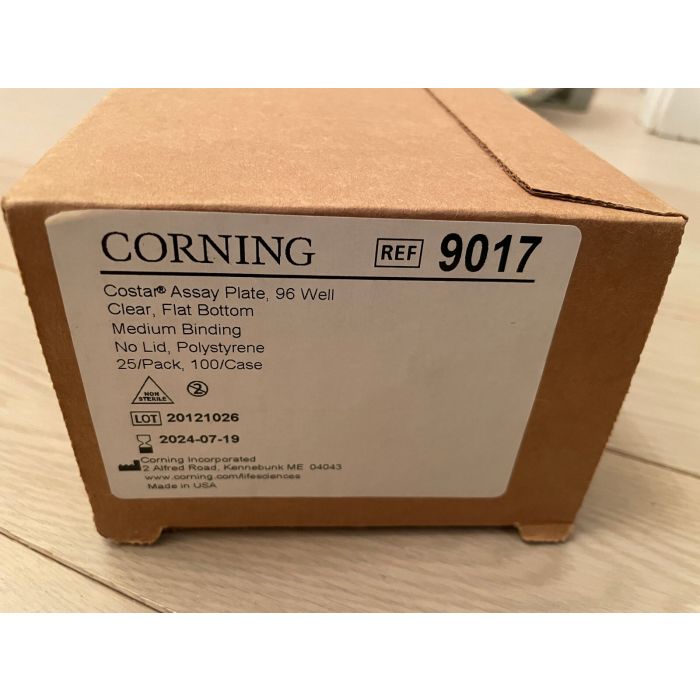 CORNING REF 9017
Costar® Assay Plate, 96 Well
Clear, Flat Bottom
Medium Binding
No Lid, Polystyrene
25/Pack, 100/Case
NON STERILE 2
LOT 20121026
2024-07-19
Corning Incorporated
2 Alfred Road, Kennebunk ME 04043
www.corning.com/lifesciences
Made in USA